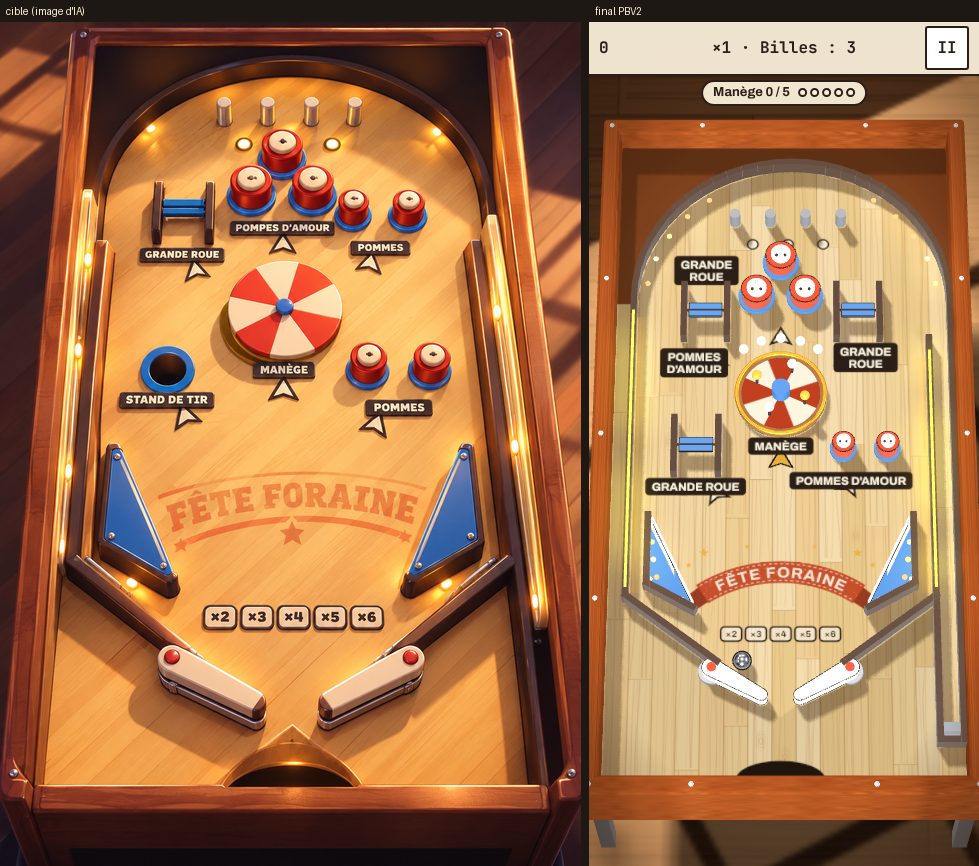 cible (image d'IA)
POMPES D'AMOUR
GRANDE ROUE
POMMES
MANÈGE
STAND DE TIR
POMMES
FÊTE FORAINE
×2 ×3 ×4 ×5 ×6
final PBV2
0 ×1 · Billes : 3 II
Manège 0 / 5
GRANDE
ROUE
POMMES
D'AMOUR
GRANDE
ROUE
MANÈGE
GRANDE ROUE
POMMES D'AMOUR
FÊTE FORAINE
×2 ×3 ×4 ×5 ×6